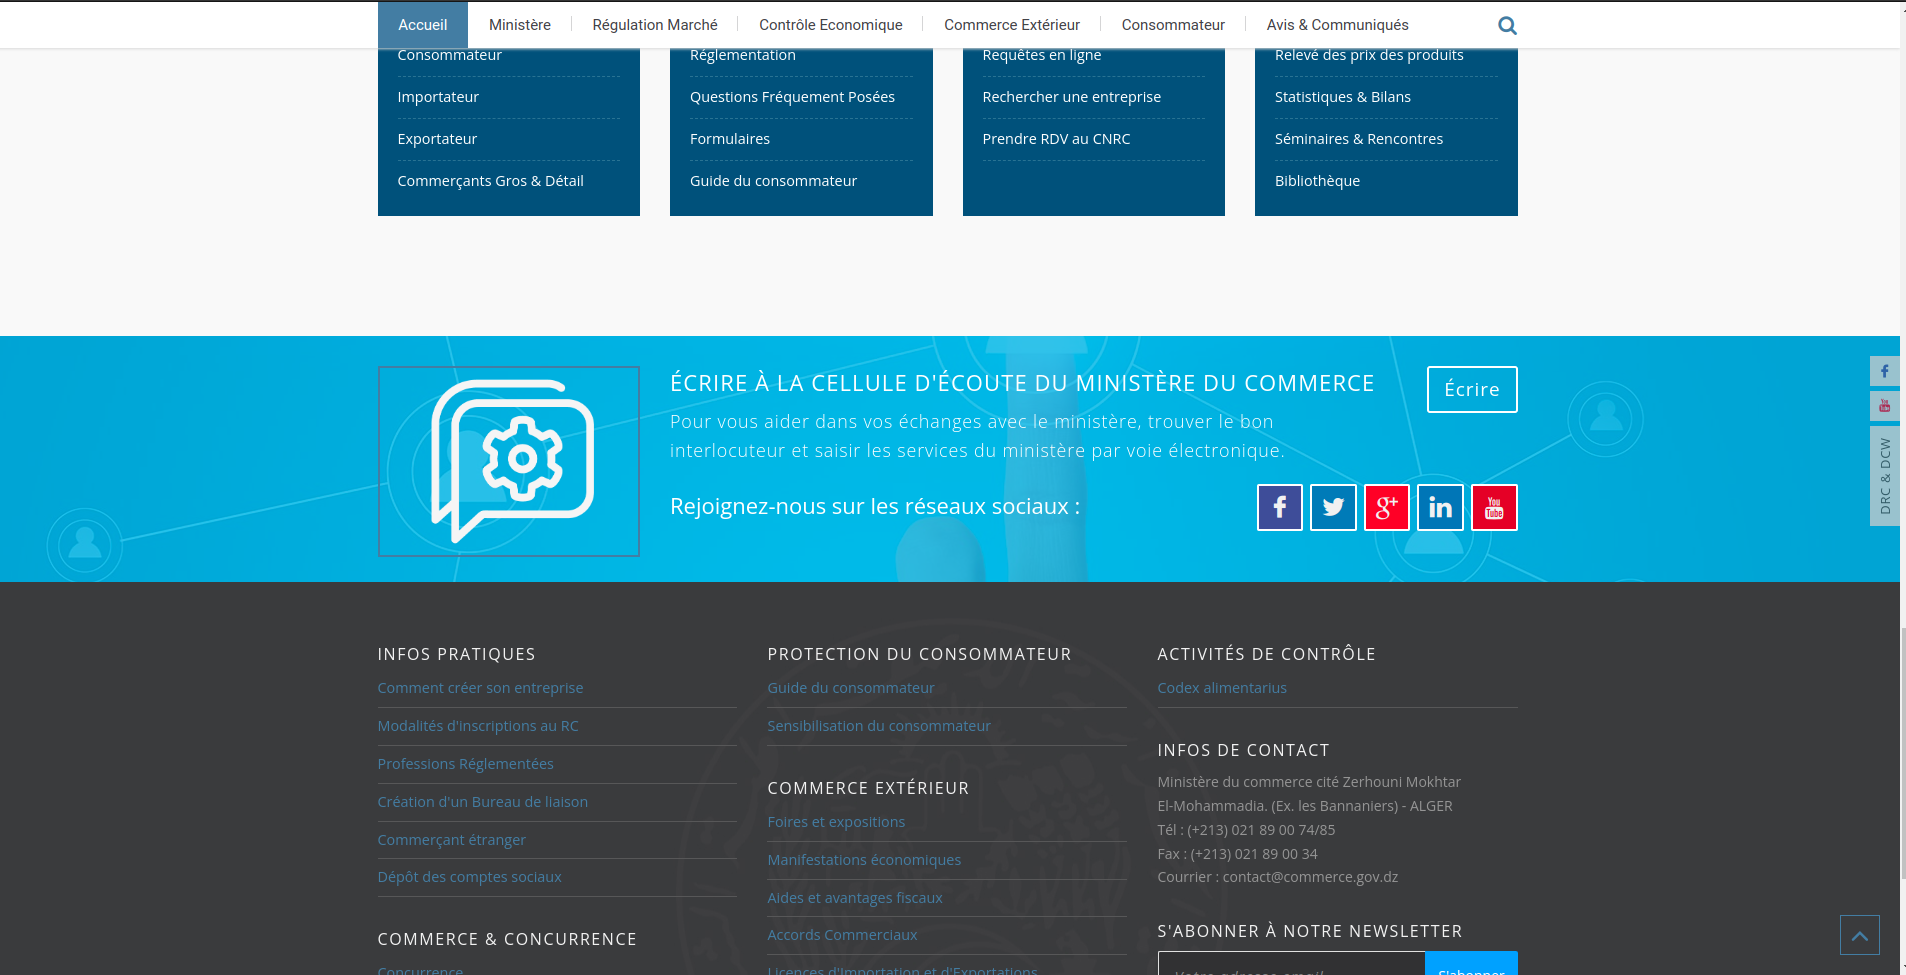 Accueil
Ministère
Régulation Marché
Contrôle Economique
Commerce Extérieur
Consommateur
Avis & Communiqués
Consommateur
Importateur
Exportateur
Commerçants Gros & Détail
Réglementation
Questions Fréquement Posées
Formulaires
Guide du consommateur
Requêtes en ligne
Rechercher une entreprise
Prendre RDV au CNRC
Relevé des prix des produits
Statistiques & Bilans
Séminaires & Rencontres
Bibliothèque
ÉCRIRE À LA CELLULE D'ÉCOUTE DU MINISTÈRE DU COMMERCE
Pour vous aider dans vos échanges avec le ministère, trouver le bon
interlocuteur et saisir les services du ministère par voie électronique.
Écrire
Rejoignez-nous sur les réseaux sociaux :
You
Tube
DRC & DCW
INFOS PRATIQUES
Comment créer son entreprise
Modalités d'inscriptions au RC
Professions Réglementées
Création d'un Bureau de liaison
Commerçant étranger
Dépôt des comptes sociaux
COMMERCE & CONCURRENCE
Concurrence
PROTECTION DU CONSOMMATEUR
Guide du consommateur
Sensibilisation du consommateur
COMMERCE EXTÉRIEUR
Foires et expositions
Manifestations économiques
Aides et avantages fiscaux
Accords Commerciaux
Licences d'Importation et d'Exportations
ACTIVITÉS DE CONTRÔLE
Codex alimentarius
INFOS DE CONTACT
Ministère du commerce cité Zerhouni Mokhtar
El-Mohammadia. (Ex. les Bannaniers) - ALGER
Tél : (+213) 021 89 00 74/85
Fax : (+213) 021 89 00 34
Courrier : contact@commerce.gov.dz
S'ABONNER À NOTRE NEWSLETTER
Votre adresse email
S'abonner